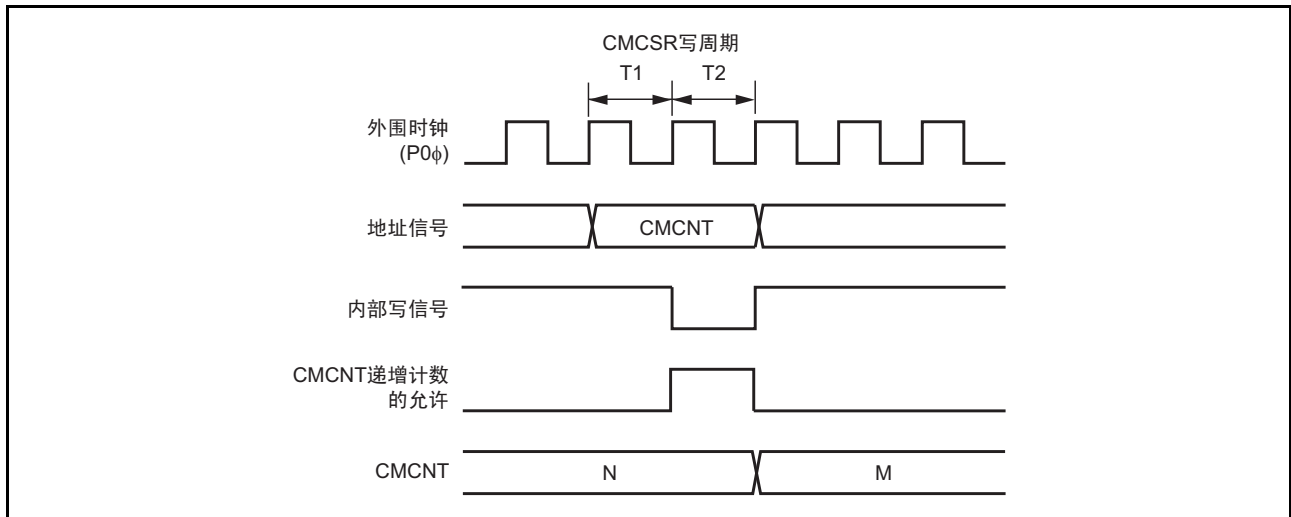 CMCSR写周期
T1 T2
外围时钟
(P0ϕ)
地址信号 CMCNT
内部写信号
CMCNT递增计数
的允许
CMCNT N M